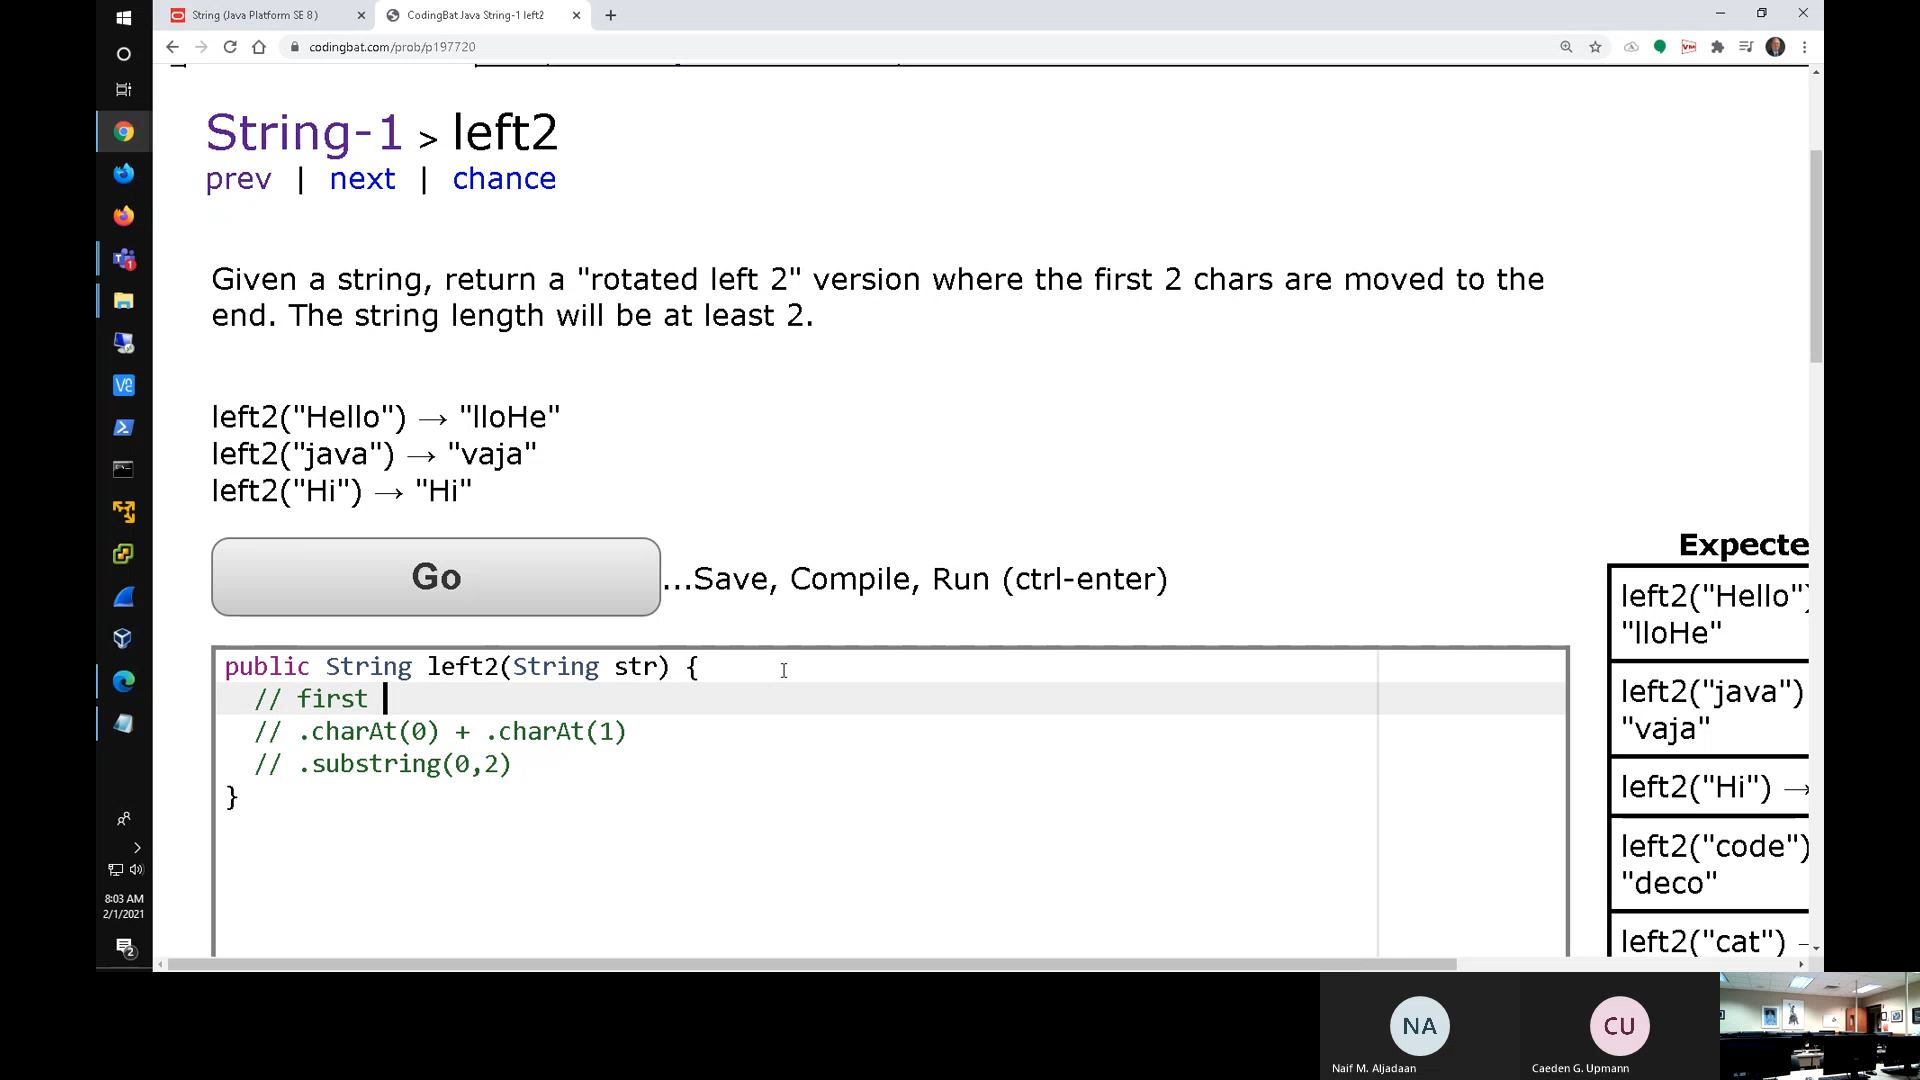 String (Java Platform SE 8)
CodingBat Java String-1 left2
codingbat.com/prob/p197720
String-1 > left2
prev | next | chance
Given a string, return a "rotated left 2" version where the first 2 chars are moved to the
end. The string length will be at least 2.
left2("Hello") → "lloHe"
left2("java") → "vaja"
left2("Hi") → "Hi"
Go
...Save, Compile, Run (ctrl-enter)
public String left2(String str) {
// first
// .charAt(0) + .charAt(1)
// .substring(0,2)
}
Expecte
left2("Hello")
"lloHe"
left2("java")
"vaja"
left2("Hi") →
left2("code")
"deco"
left2("cat") –
8:03 AM
2/1/2021
2
NA
Naif M. Aljadaan
CU
Caeden G. Upmann